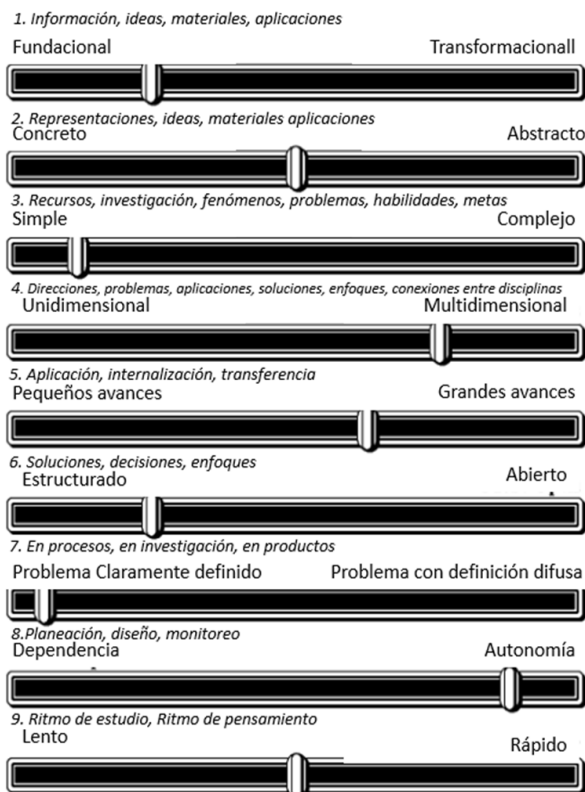 1. Información, ideas, materiales, aplicaciones
Fundacional Transformacionall
2. Representaciones, ideas, materiales aplicaciones
Concreto Abstracto
3. Recursos, investigación, fenómenos, problemas, habilidades, metas
Simple Complejo
4. Direcciones, problemas, aplicaciones, soluciones, enfoques, conexiones entre disciplinas
Unidimensional Multidimensional
5. Aplicación, internalización, transferencia
Pequeños avances Grandes avances
6. Soluciones, decisiones, enfoques
Estructurado Abierto
7. En procesos, en investigación, en productos
Problema Claramente definido Problema con definición difusa
8.Planeación, diseño, monitoreo
Dependencia Autonomía
9. Ritmo de estudio, Ritmo de pensamiento
Lento Rápido